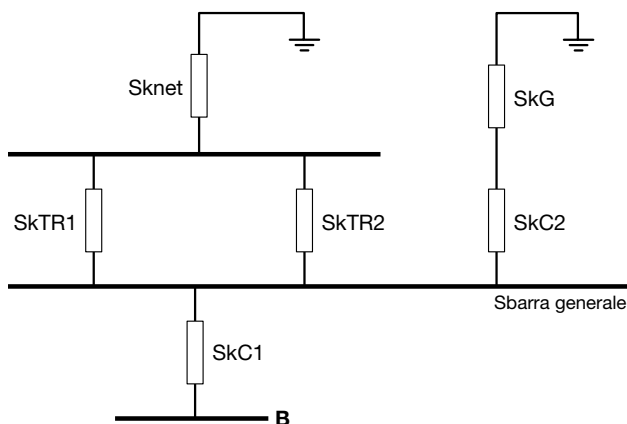 Sknet
SkG
SkTR1
SkTR2
SkC2
Sbarra generale
SkC1
B